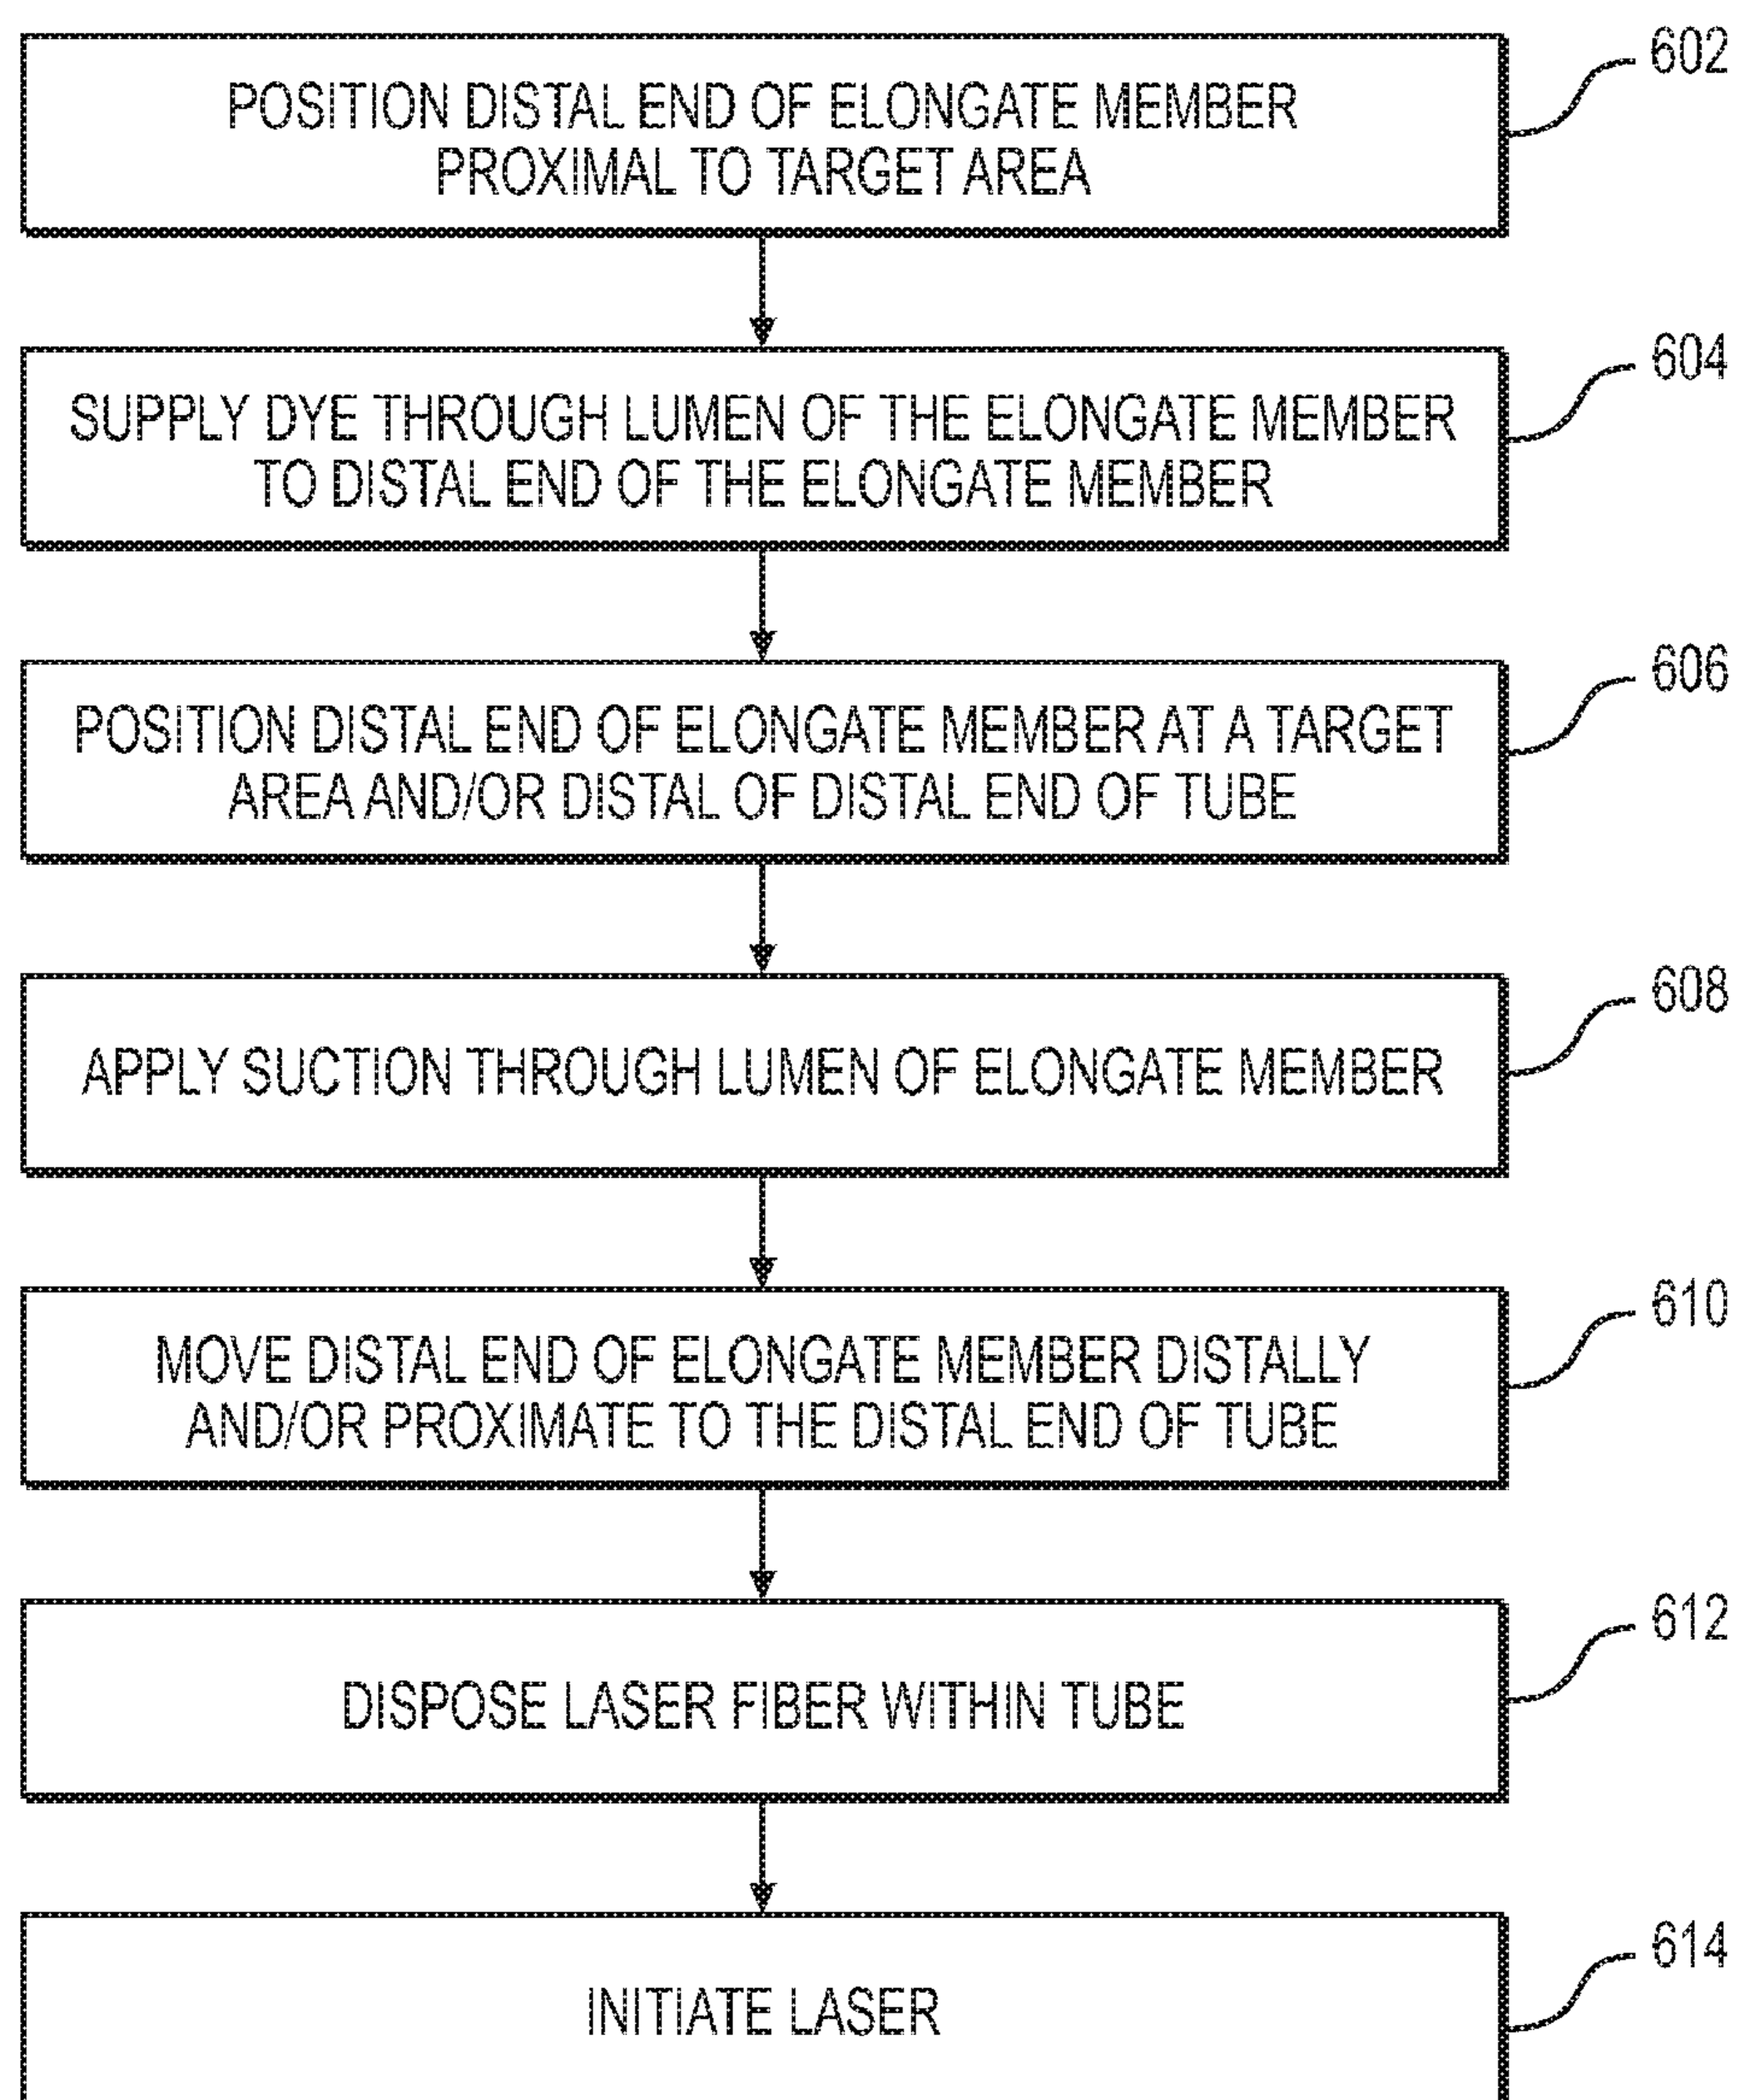 POSITION DISTAL END OF ELONGATE MEMBER
PROXIMAL TO TARGET AREA
602
SUPPLY DYE THROUGH LUMEN OF THE ELONGATE MEMBER
TO DISTAL END OF THE ELONGATE MEMBER
604
POSITION DISTAL END OF ELONGATE MEMBER AT A TARGET
AREA AND/OR DISTAL OF DISTAL END OF TUBE
606
APPLY SUCTION THROUGH LUMEN OF ELONGATE MEMBER
608
MOVE DISTAL END OF ELONGATE MEMBER DISTALLY
AND/OR PROXIMATE TO THE DISTAL END OF TUBE
610
DISPOSE LASER FIBER WITHIN TUBE
612
INITIATE LASER
614